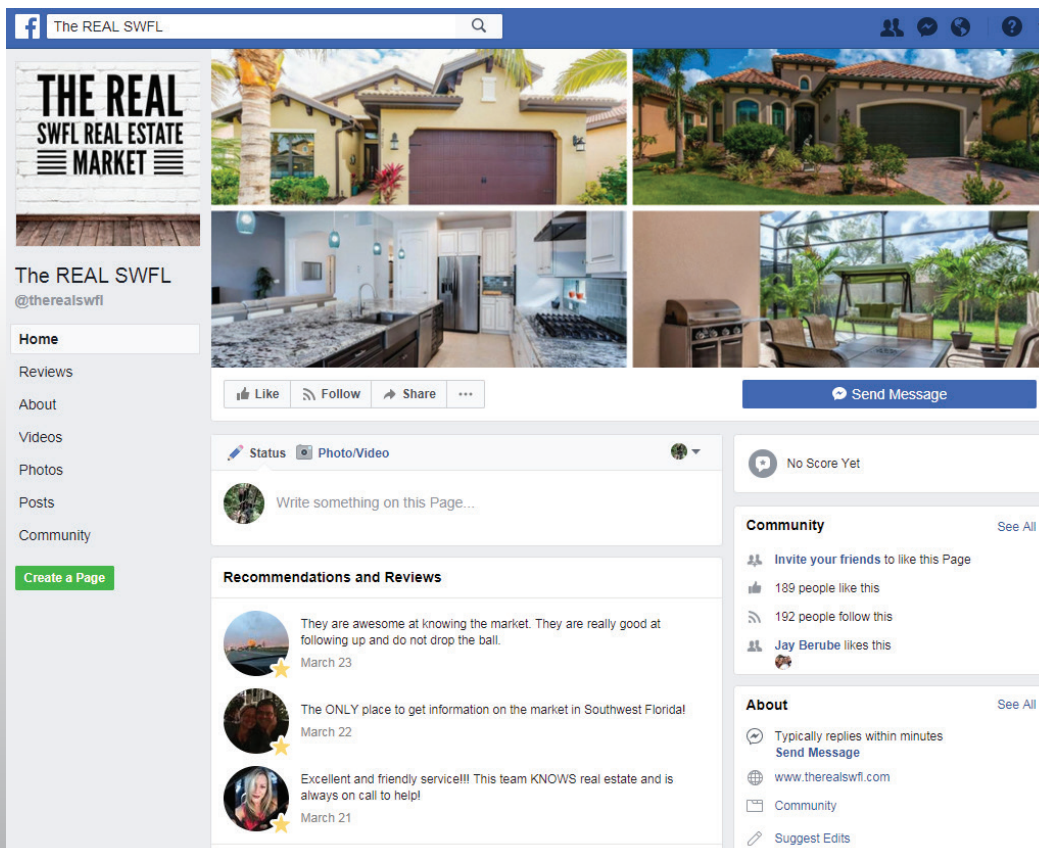 The REAL SWFL
THE REAL
SWFL REAL ESTATE
MARKET
The REAL SWFL
@therealswfl
Home
Reviews
About
Videos
Photos
Posts
Community
Create a Page
Like
Follow
Share
Send Message
Status
Photo/Video
Write something on this Page...
Recommendations and Reviews
They are awesome at knowing the market. They are really good at
following up and do not drop the ball.
March 23
The ONLY place to get information on the market in Southwest Florida!
March 22
Excellent and friendly service!!! This team KNOWS real estate and is
always on call to help!
March 21
No Score Yet
Community
See All
Invite your friends to like this Page
189 people like this
192 people follow this
Jay Berube likes this
About
See All
Typically replies within minutes
Send Message
www.therealswfl.com
Community
Suggest Edits